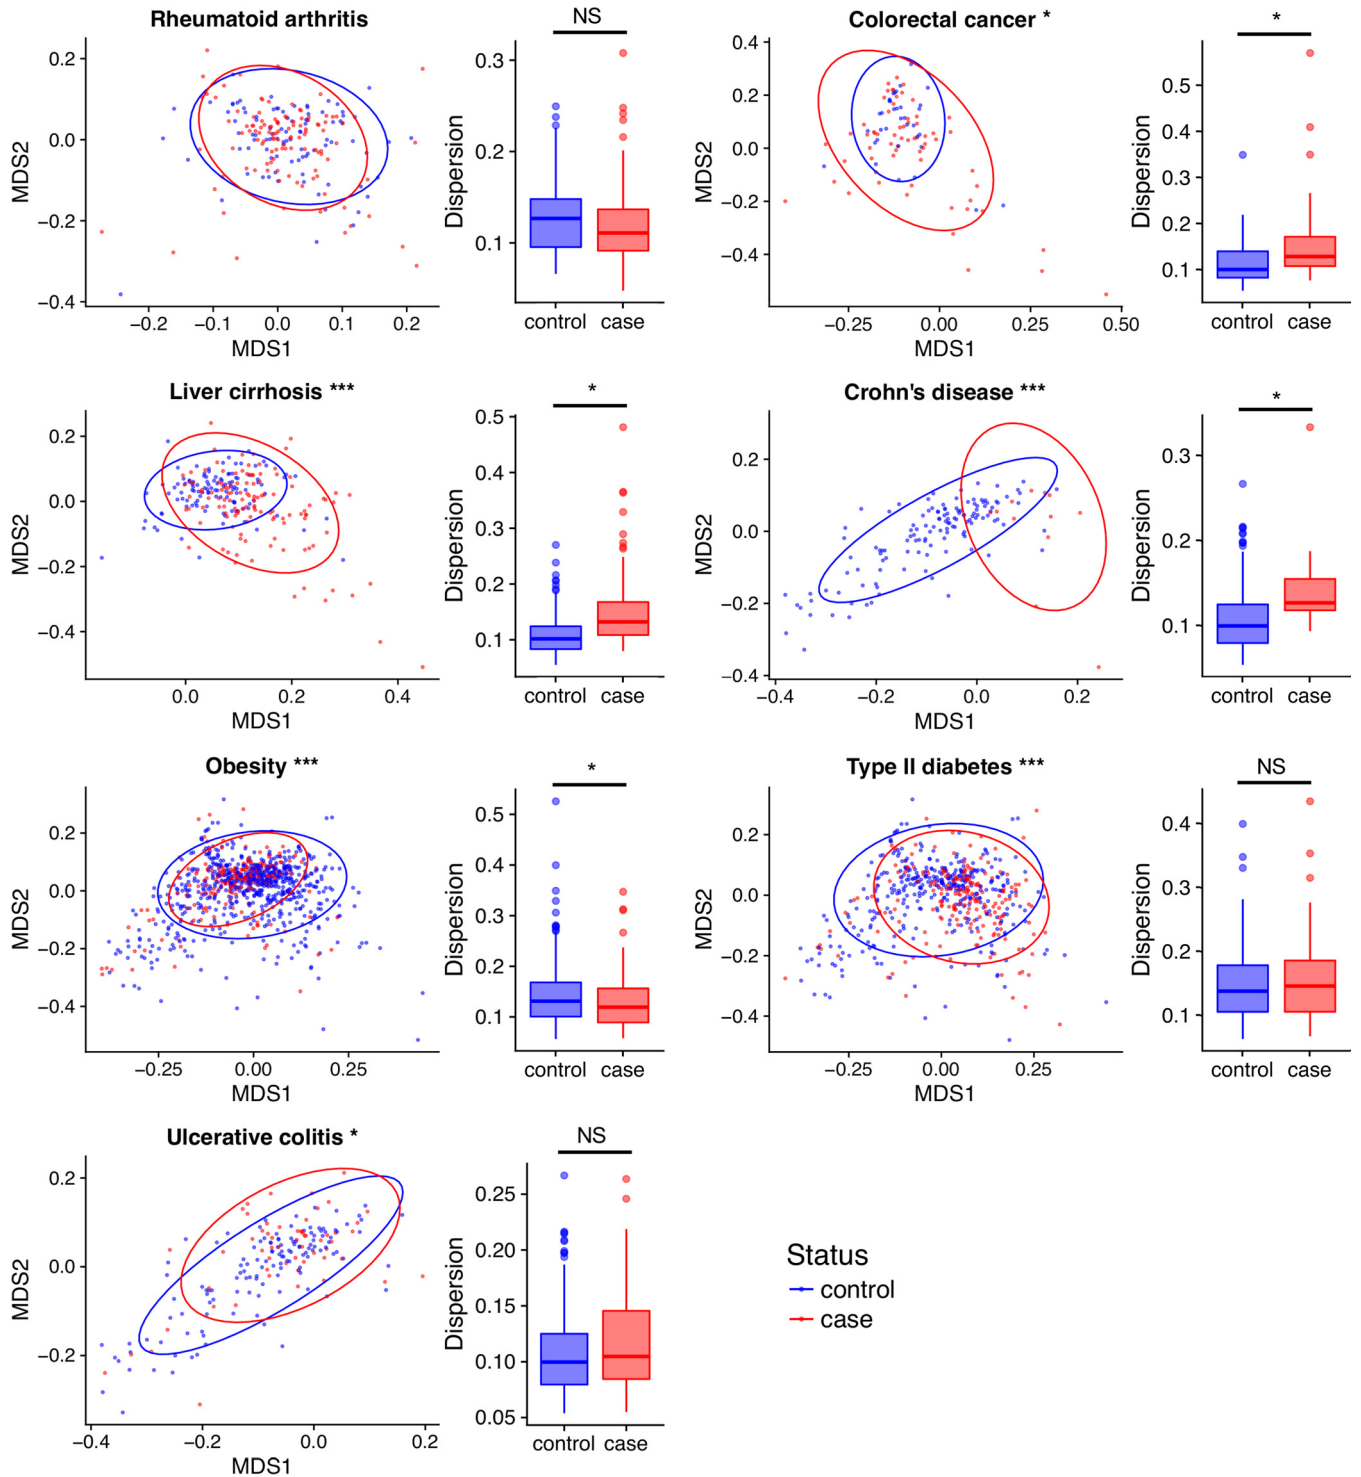 Rheumatoid arthritis
NS
Colorectal cancer *
*
0.2
0.0
−0.2
−0.4
MDS2
−0.2
−0.1
0.0
0.1
0.2
MDS1
0.3
0.2
0.1
Dispersion
control case
0.4
0.2
0.0
−0.2
−0.4
MDS2
−0.25
0.00
0.25
0.50
MDS1
0.5
0.4
0.3
0.2
0.1
Dispersion
control case
Liver cirrhosis ***
*
Crohn's disease ***
*
0.2
0.0
−0.2
−0.4
MDS2
0.0
0.2
0.4
MDS1
0.5
0.4
0.3
0.2
0.1
Dispersion
control case
0.2
0.0
−0.2
−0.4
MDS2
−0.4
−0.2
0.0
0.2
MDS1
0.3
0.2
0.1
Dispersion
control case
Obesity ***
*
Type II diabetes ***
NS
0.2
0.0
−0.2
−0.4
MDS2
−0.25
0.00
0.25
MDS1
0.5
0.4
0.3
0.2
0.1
Dispersion
control case
0.2
0.0
−0.2
−0.4
MDS2
−0.25
0.00
0.25
MDS1
0.4
0.3
0.2
0.1
Dispersion
control case
Ulcerative colitis *
NS
0.2
0.0
−0.2
MDS2
−0.4
−0.2
0.0
0.2
MDS1
0.25
0.20
0.15
0.10
0.05
Dispersion
control case
Status
control
case